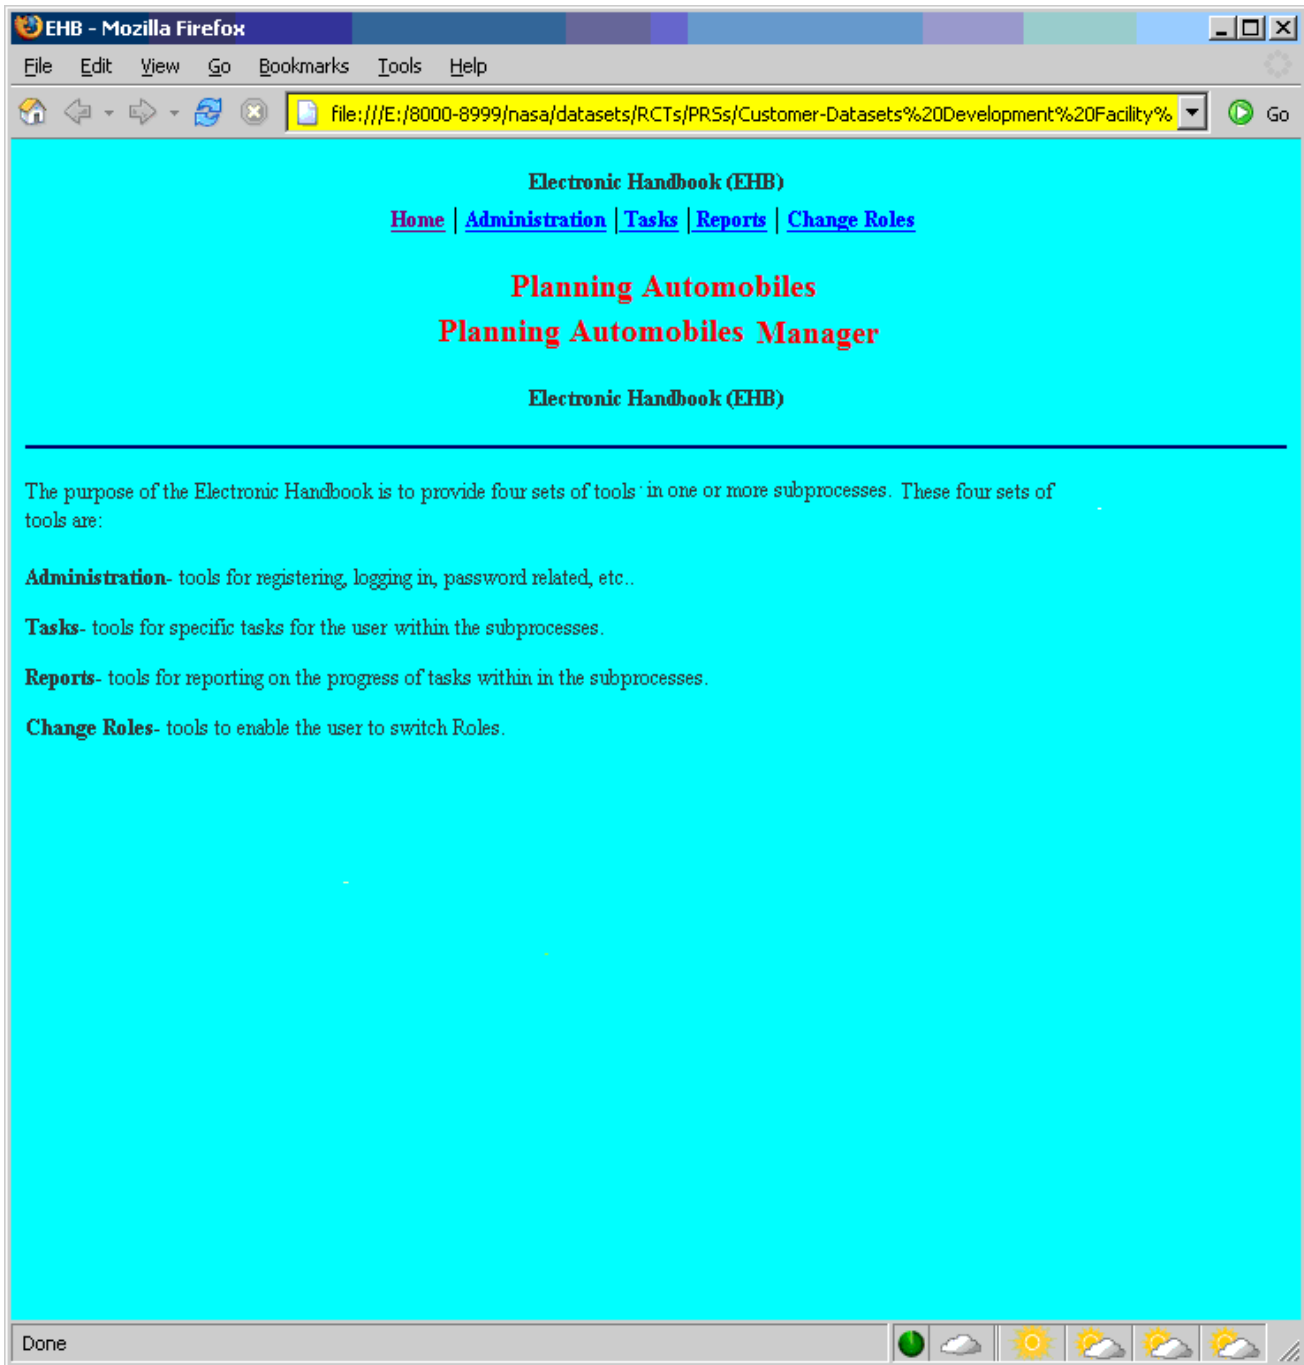 EHB - Mozilla Firefox
File Edit View Go Bookmarks Tools Help
file:///E:/8000-8999/nasa/datasets/RCTs/PRSs/Customer-Datasets%20Development%20Facility% Go
Electronic Handbook (EHB)
Home | Administration | Tasks | Reports | Change Roles
Planning Automobiles
Planning Automobiles Manager
Electronic Handbook (EHB)
The purpose of the Electronic Handbook is to provide four sets of tools in one or more subprocesses. These four sets of
tools are:
Administration- tools for registering, logging in, password related, etc..
Tasks- tools for specific tasks for the user within the subprocesses.
Reports- tools for reporting on the progress of tasks within in the subprocesses.
Change Roles- tools to enable the user to switch Roles.
Done